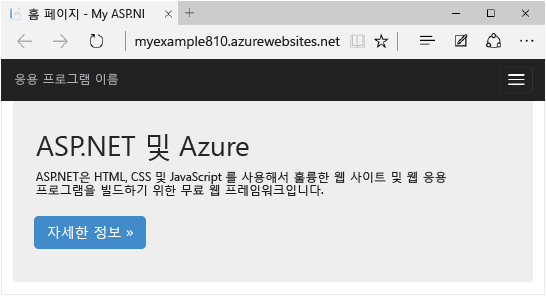 홈 페이지 - My ASP.NI
myexample810.azurewebsites.net
응용 프로그램 이름
ASP.NET 및 Azure
ASP.NET은 HTML, CSS 및 JavaScript 를 사용해서 훌륭한 웹 사이트 및 웹 응용
프로그램을 빌드하기 위한 무료 웹 프레임워크입니다.
자세한 정보 »